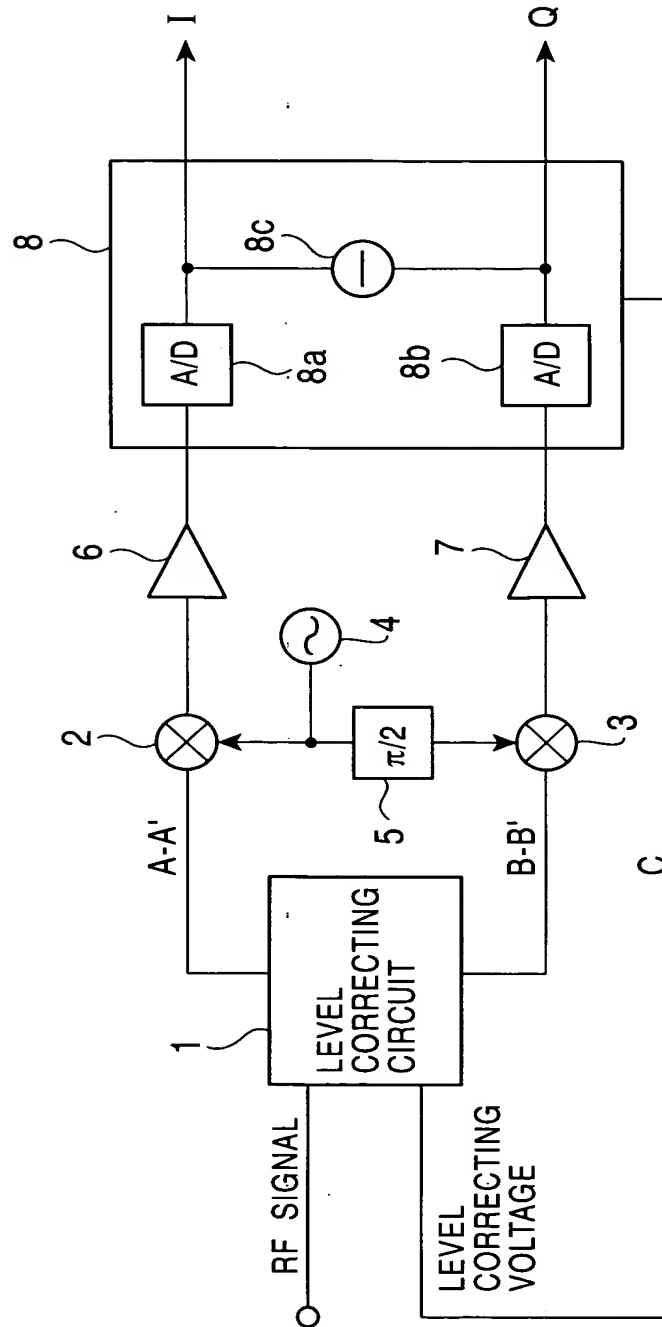 I
Q
8
8c
A/D
8a
8b
A/D
6
7
4
2
π/2
5
3
A-A'
B-B'
C
1
LEVEL
CORRECTING
CIRCUIT
RF SIGNAL
LEVEL
CORRECTING
VOLTAGE